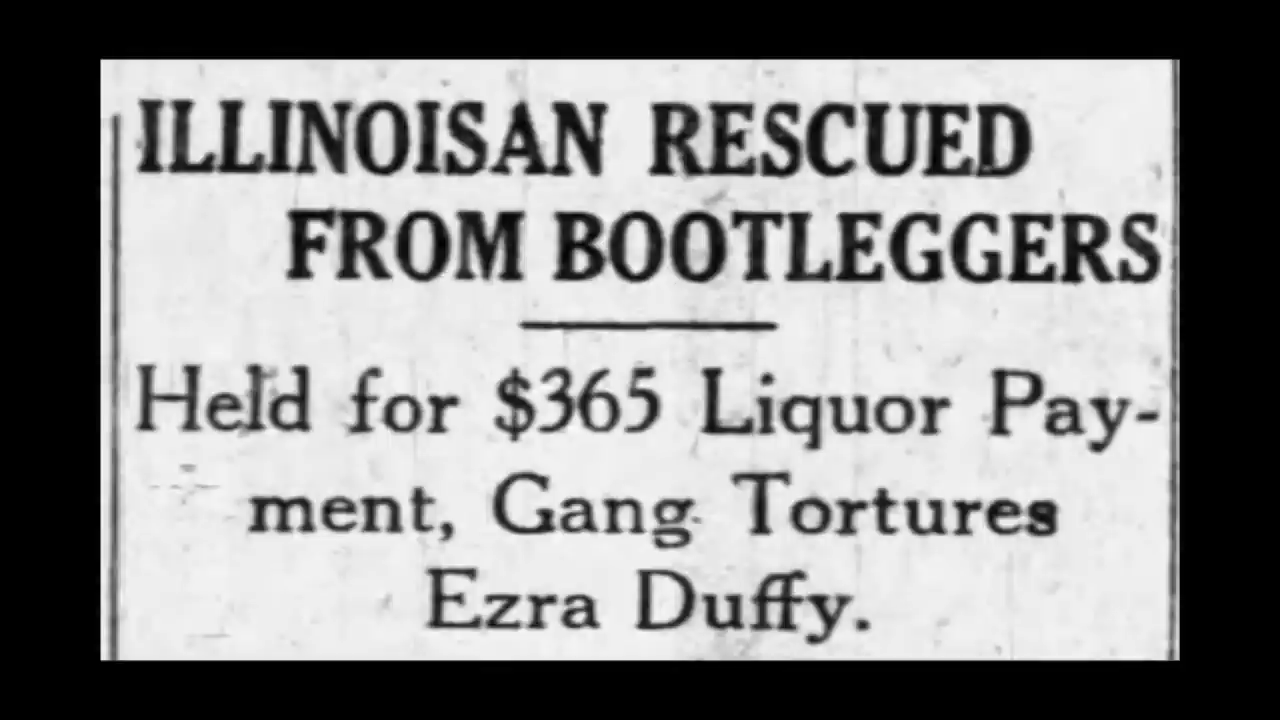 ILLINOISAN RESCUED
FROM BOOTLEGGERS
Held for $365 Liquor Pay-
ment, Gang Tortures
Ezra Duffy.